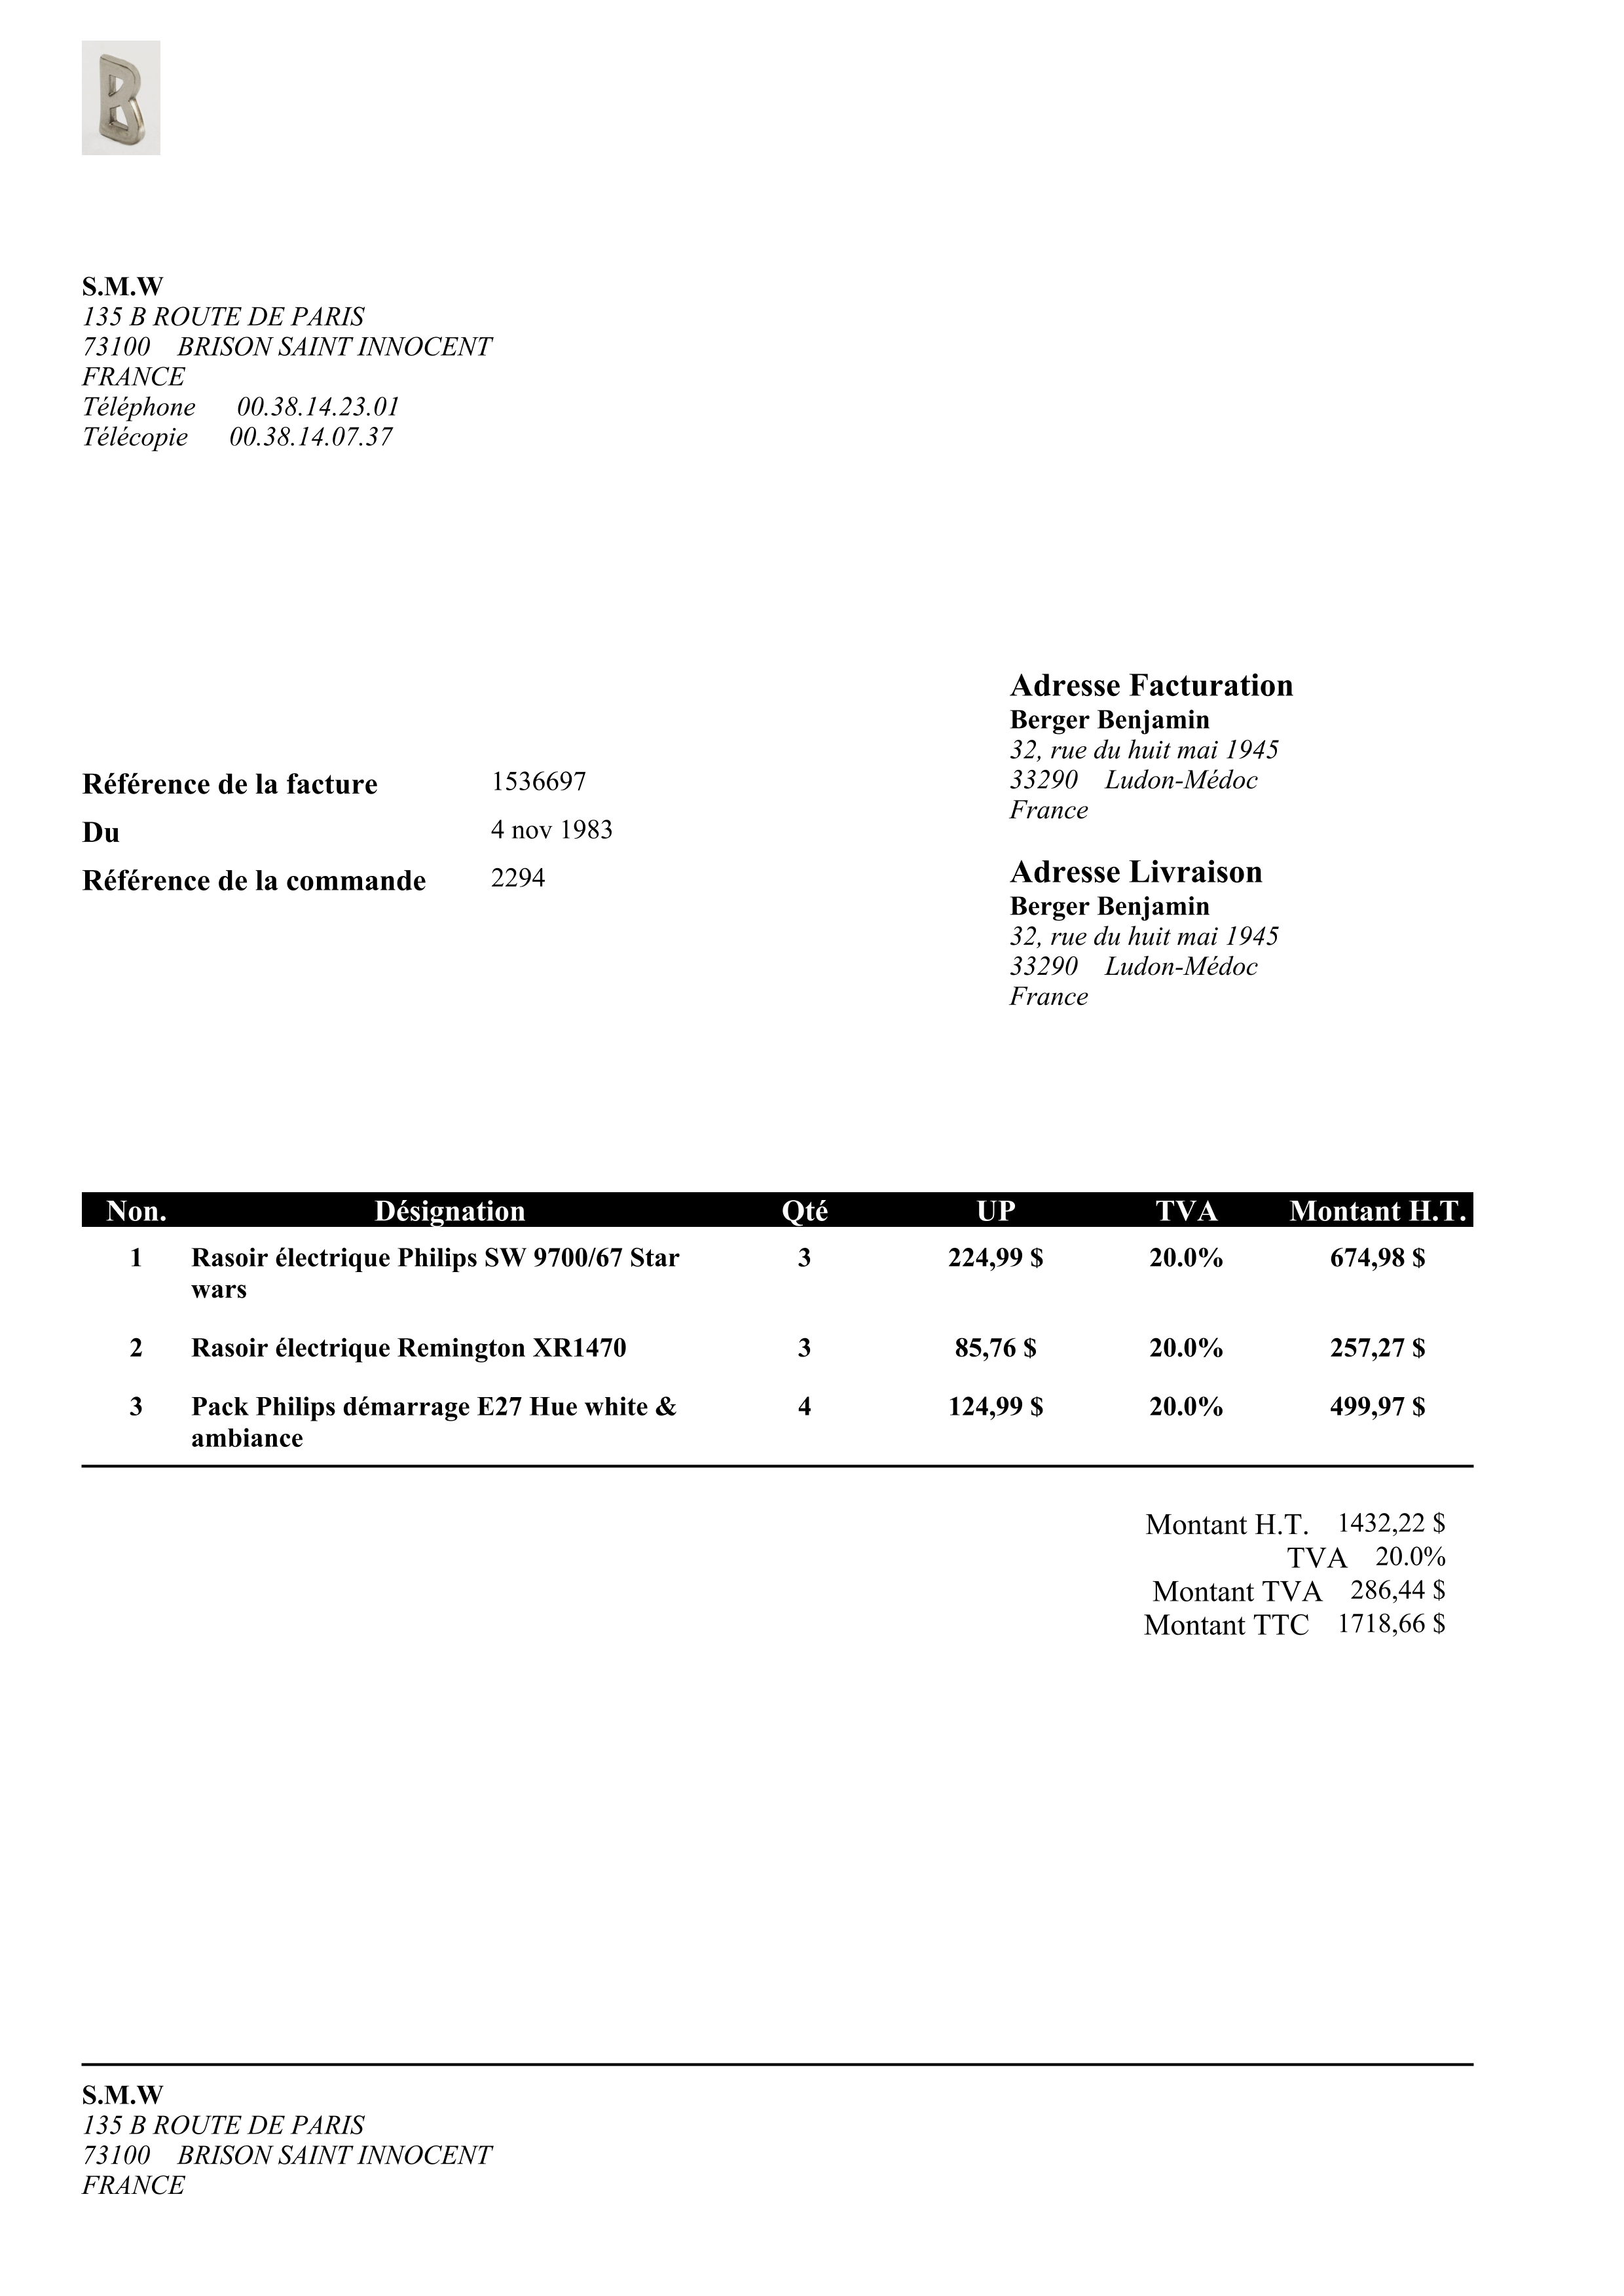 B
S.M.W
135 B ROUTE DE PARIS
73100 BRISON SAINT INNOCENT
FRANCE
Téléphone 00.38.14.23.01
Télécopie 00.38.14.07.37
Adresse Facturation
Berger Benjamin
32, rue du huit mai 1945
33290 Ludon-Médoc
France
Référence de la facture 1536697
Du 4 nov 1983
Référence de la commande 2294
Adresse Livraison
Berger Benjamin
32, rue du huit mai 1945
33290 Ludon-Médoc
France
Non. Désignation Qté UP TVA Montant H.T.
1 Rasoir électrique Philips SW 9700/67 Star 3 224,99 $ 20.0% 674,98 $
wars
2 Rasoir électrique Remington XR1470 3 85,76 $ 20.0% 257,27 $
3 Pack Philips démarrage E27 Hue white & 4 124,99 $ 20.0% 499,97 $
ambiance
Montant H.T. 1432,22 $
TVA 20.0%
Montant TVA 286,44 $
Montant TTC 1718,66 $
S.M.W
135 B ROUTE DE PARIS
73100 BRISON SAINT INNOCENT
FRANCE